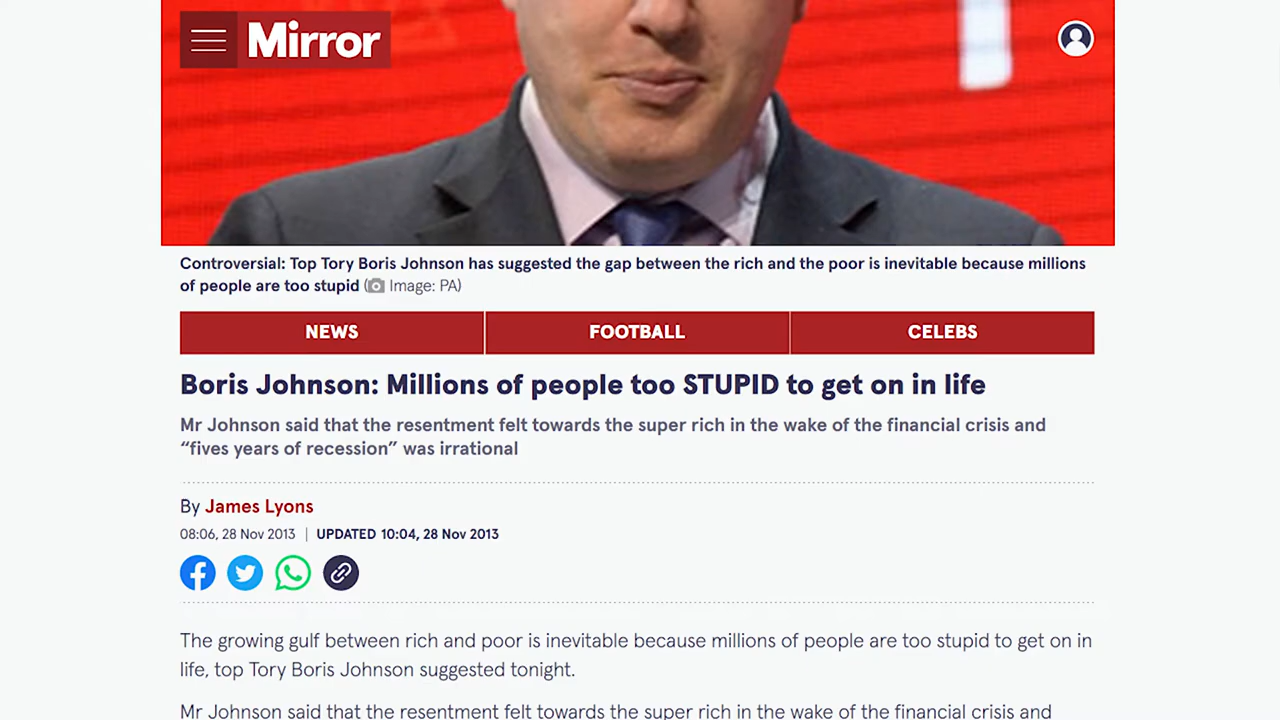 Mirror
Controversial: Top Tory Boris Johnson has suggested the gap between the rich and the poor is inevitable because millions
of people are too stupid (Image: PA)
NEWS FOOTBALL CELEBS
Boris Johnson: Millions of people too STUPID to get on in life
Mr Johnson said that the resentment felt towards the super rich in the wake of the financial crisis and
“fives years of recession” was irrational
By James Lyons
08:06, 28 Nov 2013 | UPDATED 10:04, 28 Nov 2013
The growing gulf between rich and poor is inevitable because millions of people are too stupid to get on in
life, top Tory Boris Johnson suggested tonight.
Mr Johnson said that the resentment felt towards the super rich in the wake of the financial crisis and